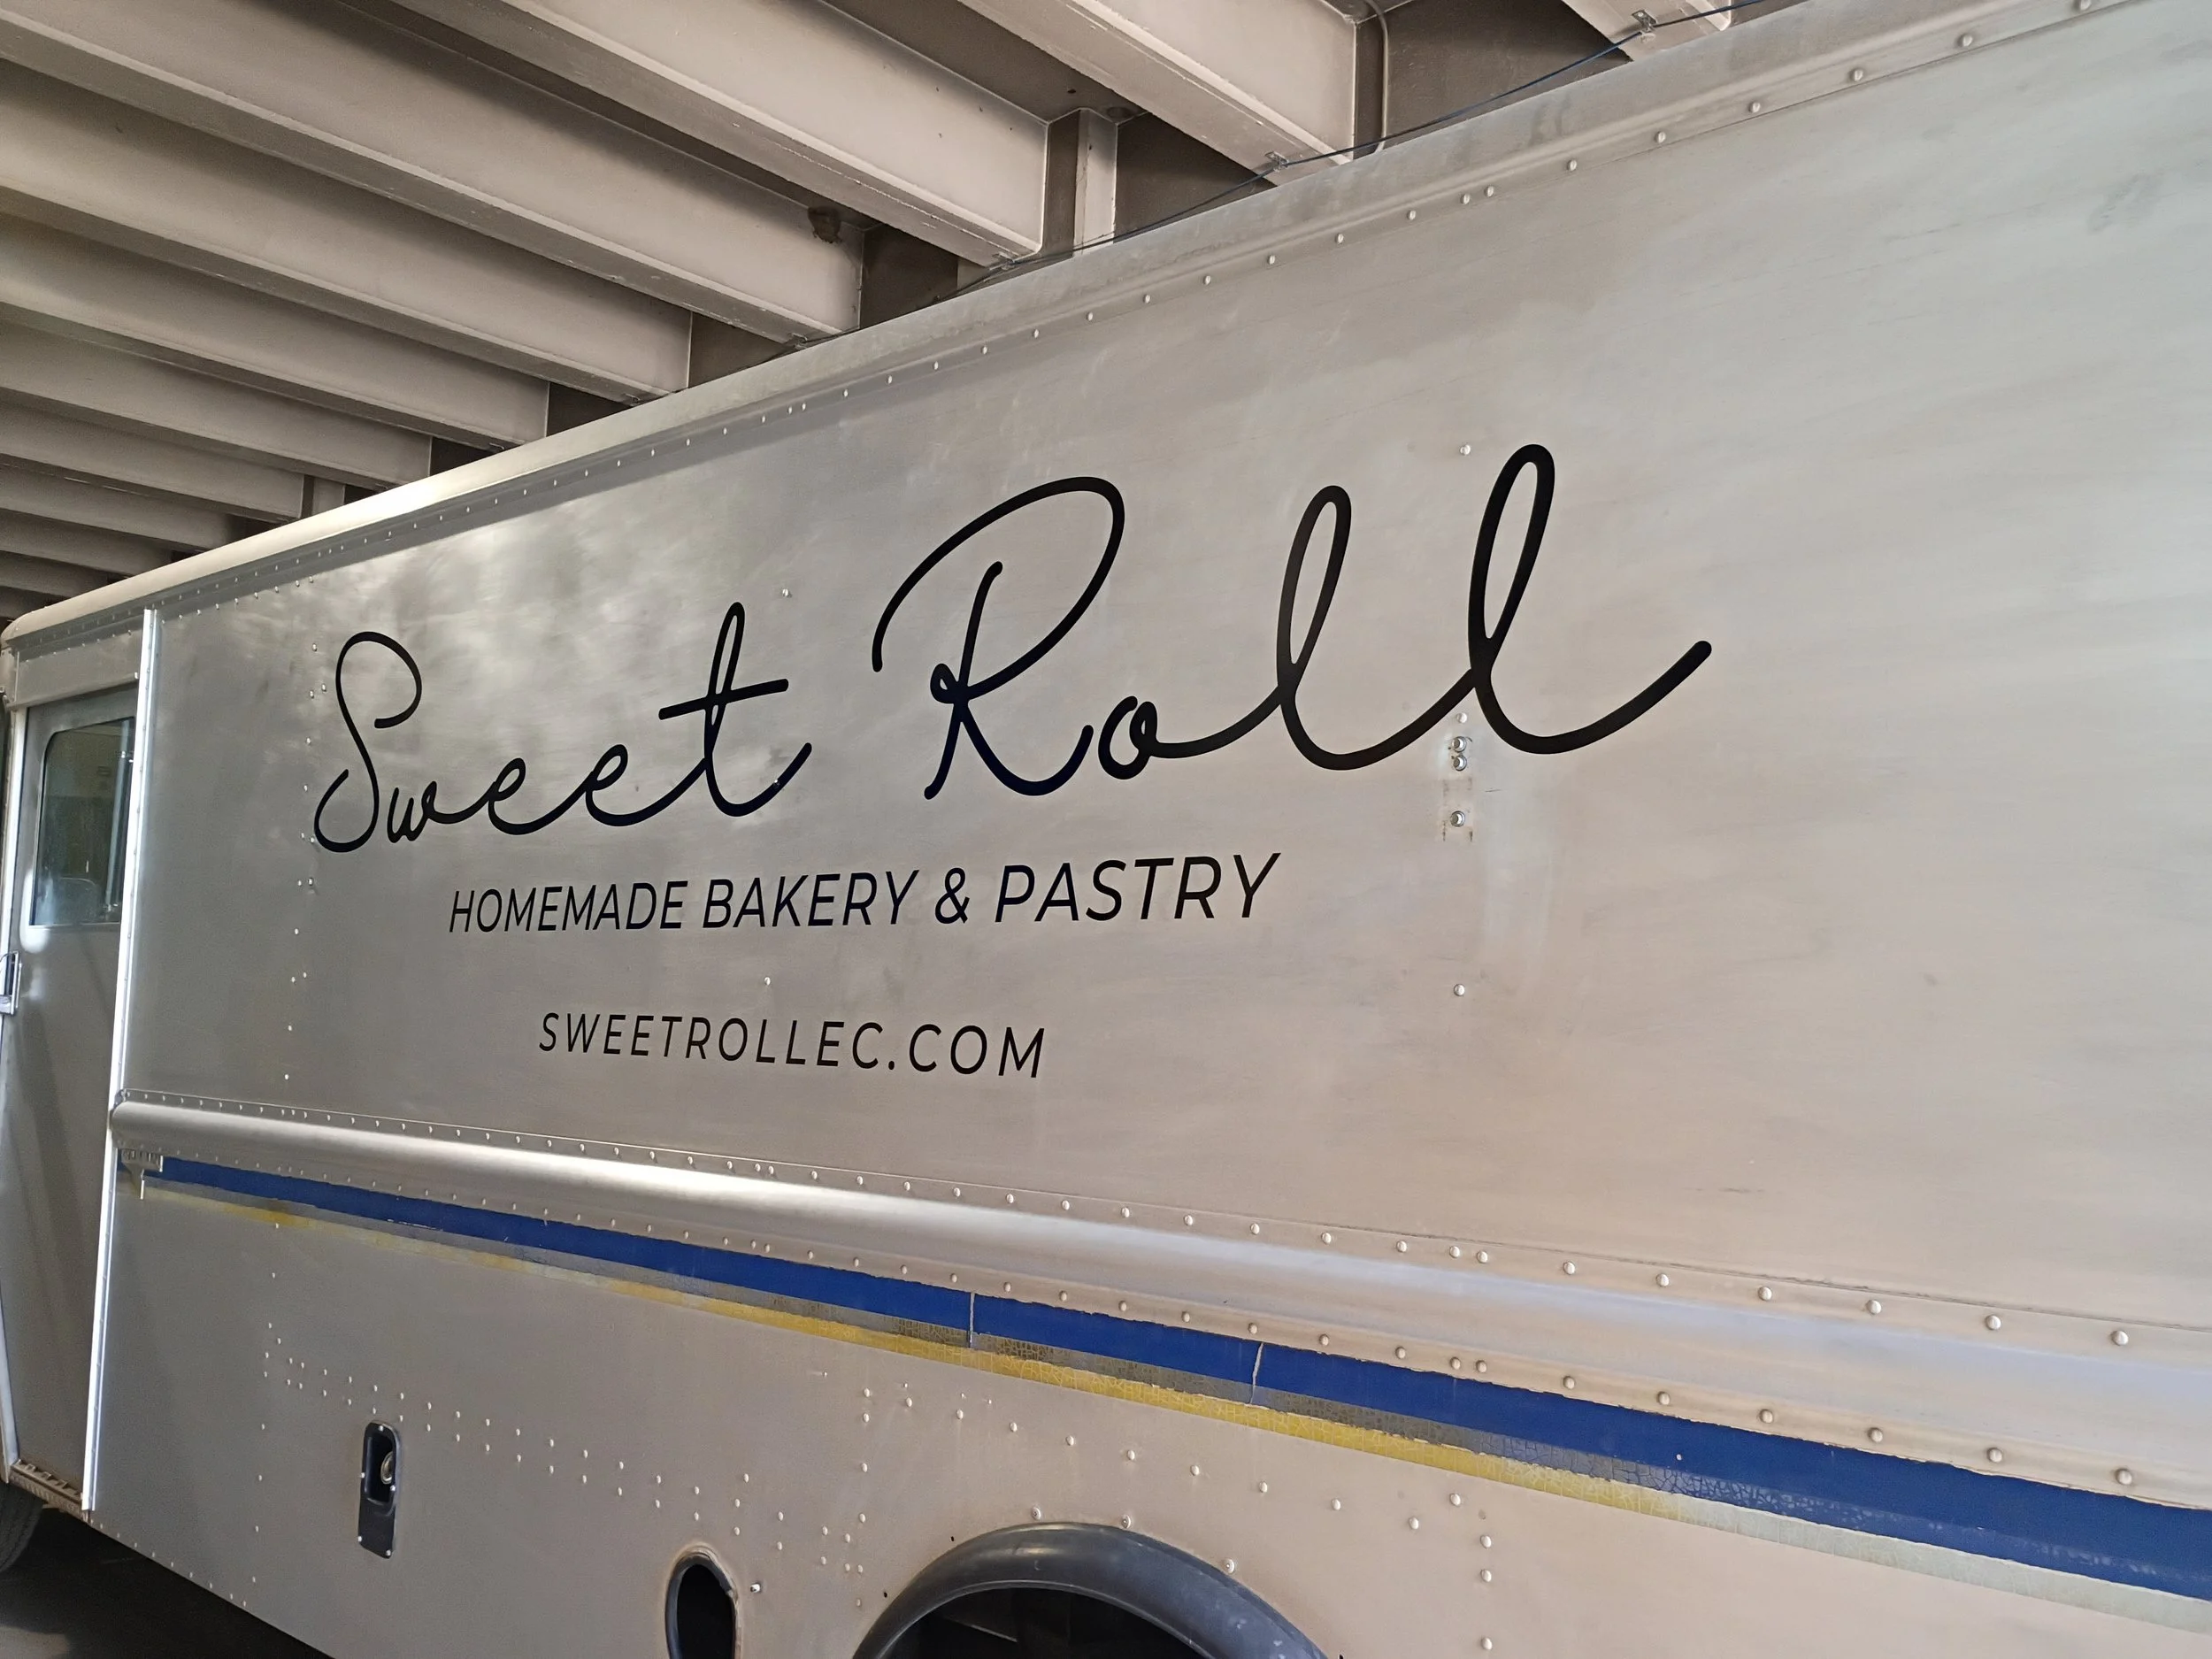 Sweet Roll
HOMEMADE BAKERY & PASTRY
SWEETROLLEC.COM